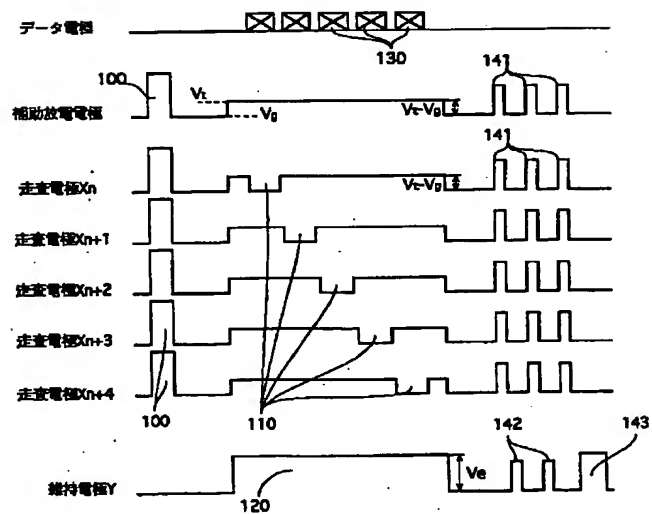 データ電極
130
100
Vt
Vg
Vt-Vg
141
補助放電電極
141
走査電極Xn
Vt-Vg
走査電極Xn+1
走査電極Xn+2
走査電極Xn+3
走査電極Xn+4
100
110
142
143
維持電極Y
120
Ve